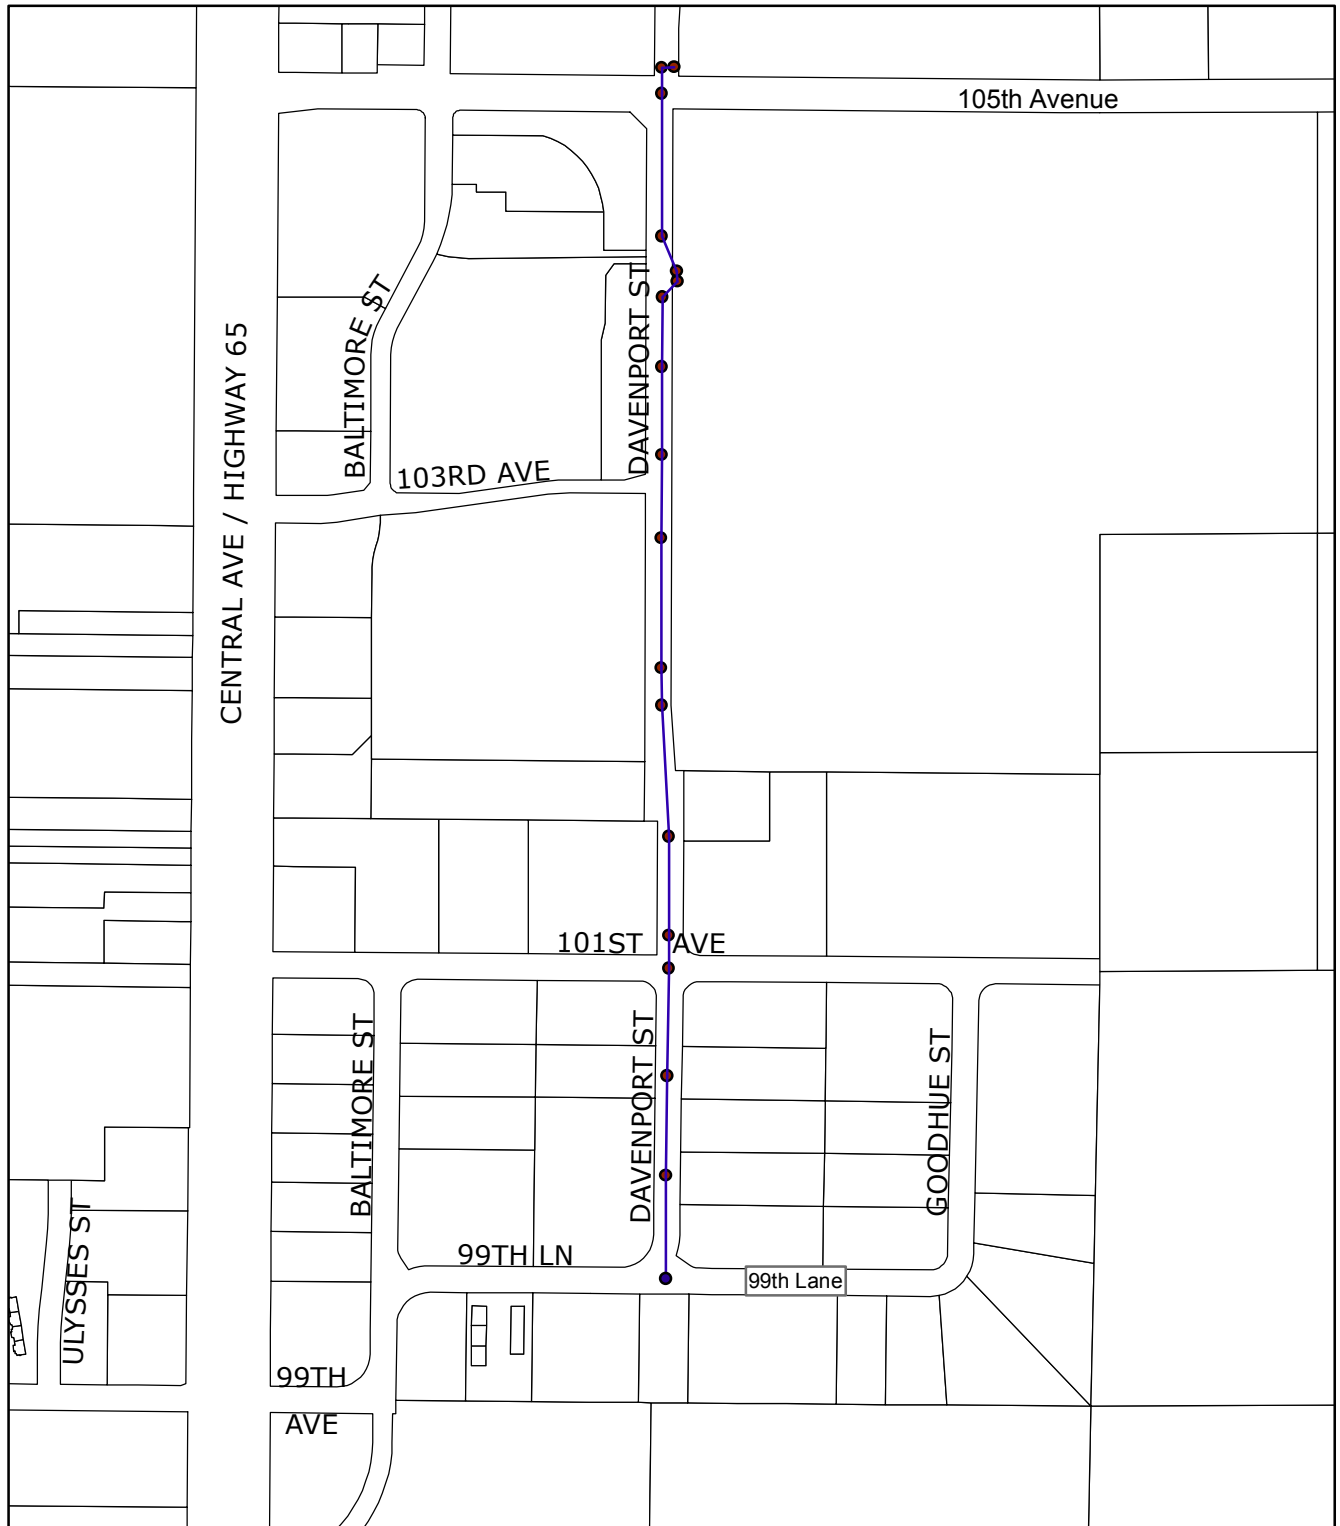 105th Avenue
BALTIMORE ST
DAVENPORT ST
CENTRAL AVE / HIGHWAY 65
103RD AVE
101ST AVE
BALTIMORE ST
DAVENPORT ST
GOODHUE ST
ULYSSES ST
99TH LN
99th Lane
99TH
AVE